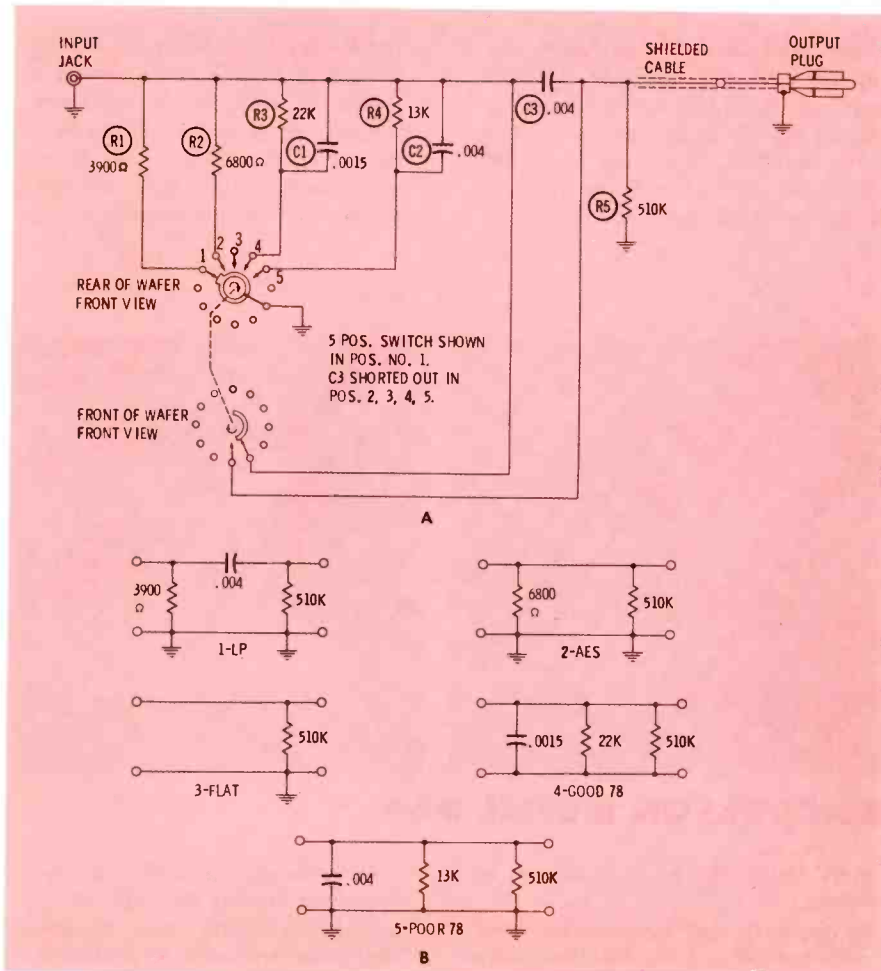 INPUT
JACK
SHIELDED
CABLE
OUTPUT
PLUG
R1
3900Ω
R2
6800Ω
R3
22K
C1
.0015
R4
13K
C2
.004
C3
.004
R5
510K
1
2
3
4
5
REAR OF WAFER
FRONT VIEW
5 POS. SWITCH SHOWN
IN POS. NO. 1.
C3 SHORTED OUT IN
POS. 2, 3, 4, 5.
FRONT OF WAFER
FRONT VIEW
A
3900
Ω
.004
510K
1-LP
6800
Ω
510K
2-AES
510K
3-FLAT
.0015
22K
510K
4-GOOD 78
.004
13K
510K
5-POOR 78
B